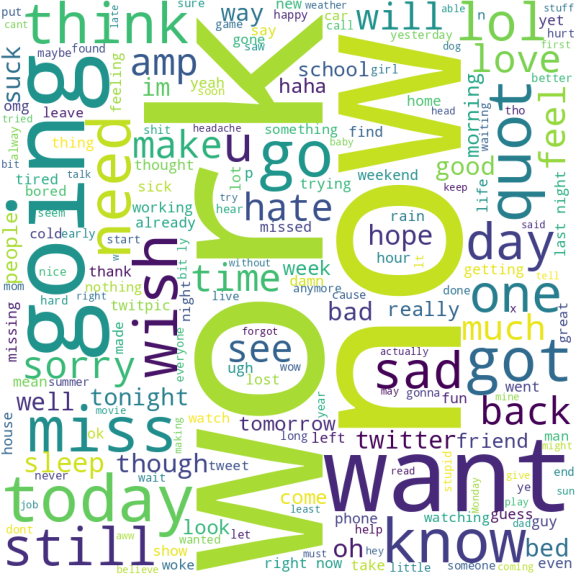 work
now
want
going
today
think
miss
go
know
still
need
day
got
one
lol
will
love
feel
quot
back
sad
see
time
hate
wish
make
u
amp
im
way
hope
good
much
really
bad
sorry
well
tonight
though
sleep
twitter
friend
tomorrow
oh
bed
come
look
suck
people
school
haha
home
morning
week
weekend
rain
hour
right now
last night
find
something
trying
missed
yeah
gone
saw
say
game
happy
new
car
call
weather
yesterday
girl
dog
head
baby
keep
waiting
life
tho
yet
hurt
n
able
stuff
first
better
sure
late
put
cant
maybe
found
omg
leave
tried
alway
bit
thing
feeling
shit
headache
soon
thought
tired
bored
talk
seem
sick
working
already
cold
early
start
w
mom
nice
thank
nothing
hard
right
twitpic
missing
made
mean
summer
movie
house
ok
never
job
dont
aww
believe
show
woke
wait
wanted
tweet
making
watch
everyone
night
bit ly
live
without
damn
anymore
cause
try
hear
lot
p
forgot
wow
ugh
lost
year
long
left
let
least
must
hey
phone
help
take
little
read
stupid
watching
someone
coming
Monday
play
give
dad
guy
guess
ye
even
end
sun
man
might
mine
went
fun
may
gonna
actually
getting
done
lt
said
tell
x
great